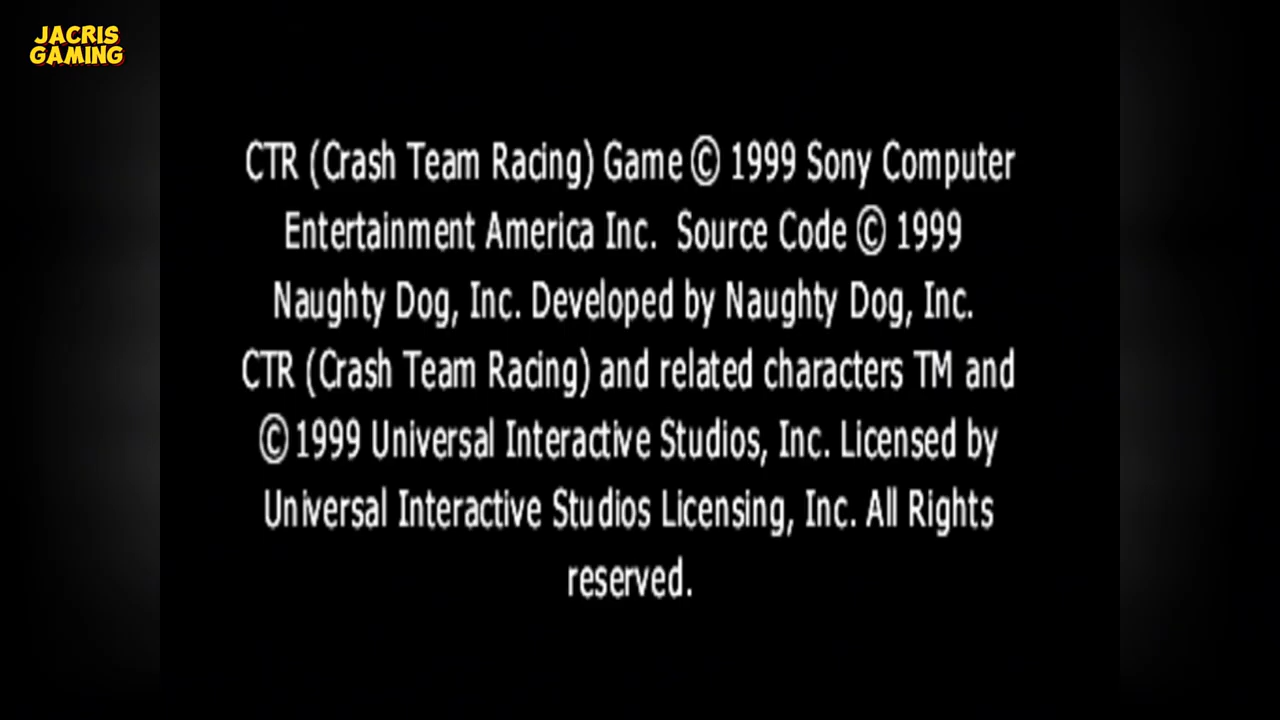 JACRIS
GAMING
CTR (Crash Team Racing) Game © 1999 Sony Computer
Entertainment America Inc.  Source Code © 1999
Naughty Dog, Inc. Developed by Naughty Dog, Inc.
CTR (Crash Team Racing) and related characters TM and
© 1999 Universal Interactive Studios, Inc. Licensed by
Universal Interactive Studios Licensing, Inc. All Rights
reserved.